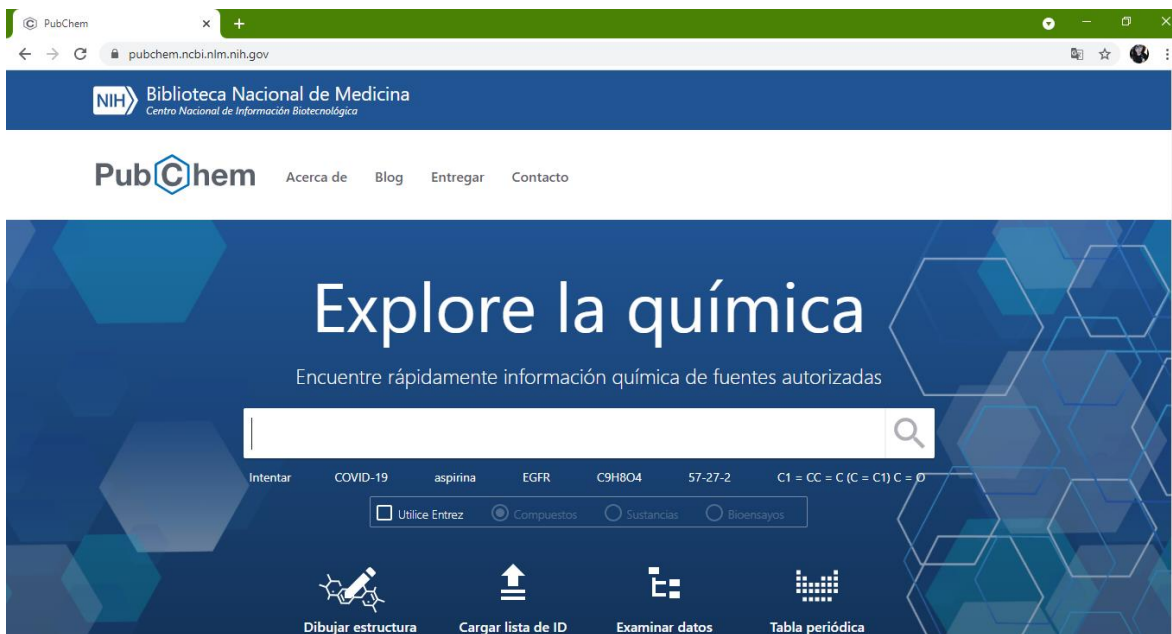 PubChem
pubchem.ncbi.nlm.nih.gov
NIH
Biblioteca Nacional de Medicina
Centro Nacional de Información Biotecnológica
PubChem Acerca de Blog Entregar Contacto
Explore la química
Encuentre rápidamente información química de fuentes autorizadas
Intentar COVID-19 aspirina EGFR C9H8O4 57-27-2 C1 = CC = C (C = C1) C = O
Utilice Entrez Compuestos Sustancias Bioensayos
Dibujar estructura Cargar lista de ID Examinar datos Tabla periódica